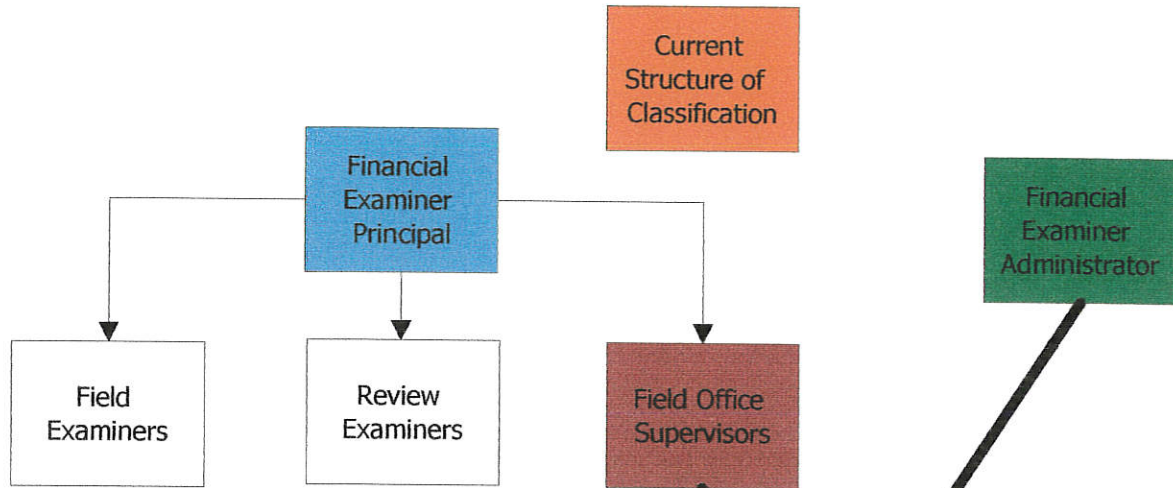 Current
Structure of
Classification
Financial
Examiner
Principal
Financial
Examiner
Administrator
Field
Examiners
Review
Examiners
Field Office
Supervisors